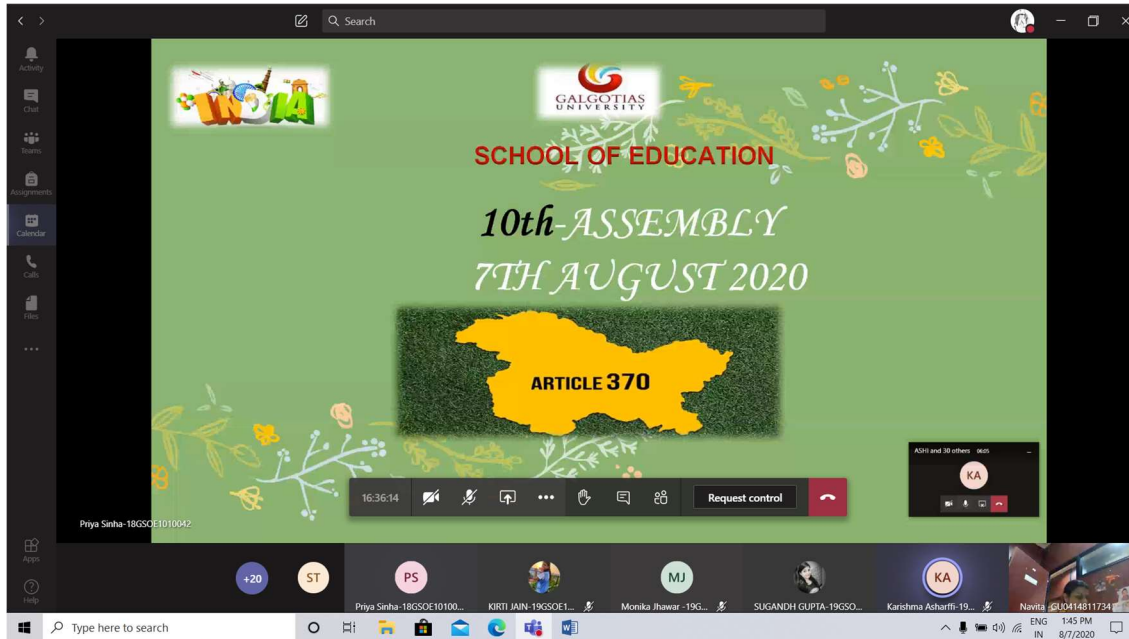 Search
Activity
Chat
Teams
Assignments
Calendar
Calls
Files
Apps
Help
INDIA
GALGOTIAS
UNIVERSITY
SCHOOL OF EDUCATION
10th-ASSEMBLY
7TH AUGUST 2020
ARTICLE 370
ASHI and 30 others
KA
16:36:14
Request control
Priya Sinha-18GSOE1010042
+20
ST
PS
Priya Sinha-18GSOE10100...
KIRTI JAIN-19GSOE1...
MJ
Monika Jhawar -19G...
SUGANDH GUPTA-19GSO...
KA
Karishma Asharffi-19...
Navita _GU0414811734
Type here to search
ENG
IN
1:45 PM
8/7/2020